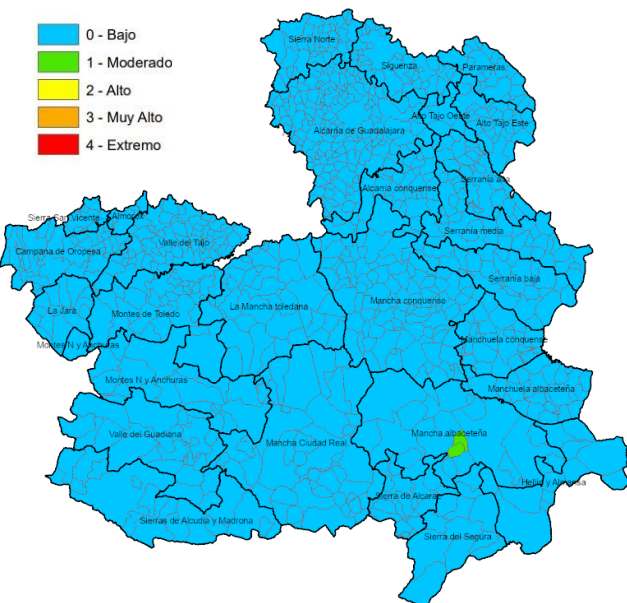 0 - Bajo
1 - Moderado
2 - Alto
3 - Muy Alto
4 - Extremo
Sierra Norte
Sigüenza
Parameras
Alcarria de Guadalajara
Alto Tajo Oeste
Alto Tajo Este
Serranía alta
Alcarria conquense
Sierra San Vicente
Almorox
Valle del Tajo
Serranía media
Campana de Oropesa
Serranía baja
La Jara
Montes de Toledo
La Mancha toledana
Mancha conquense
Montes N y Anchuras
Manchuela conquense
Montes N y Anchuras
Manchuela albaceteña
Valle del Guadiana
Mancha Ciudad Real
Mancha albaceteña
Sierras de Alcudia y Madrona
Sierra de Alcaraz
Hellín y Almansa
Sierra del Segura